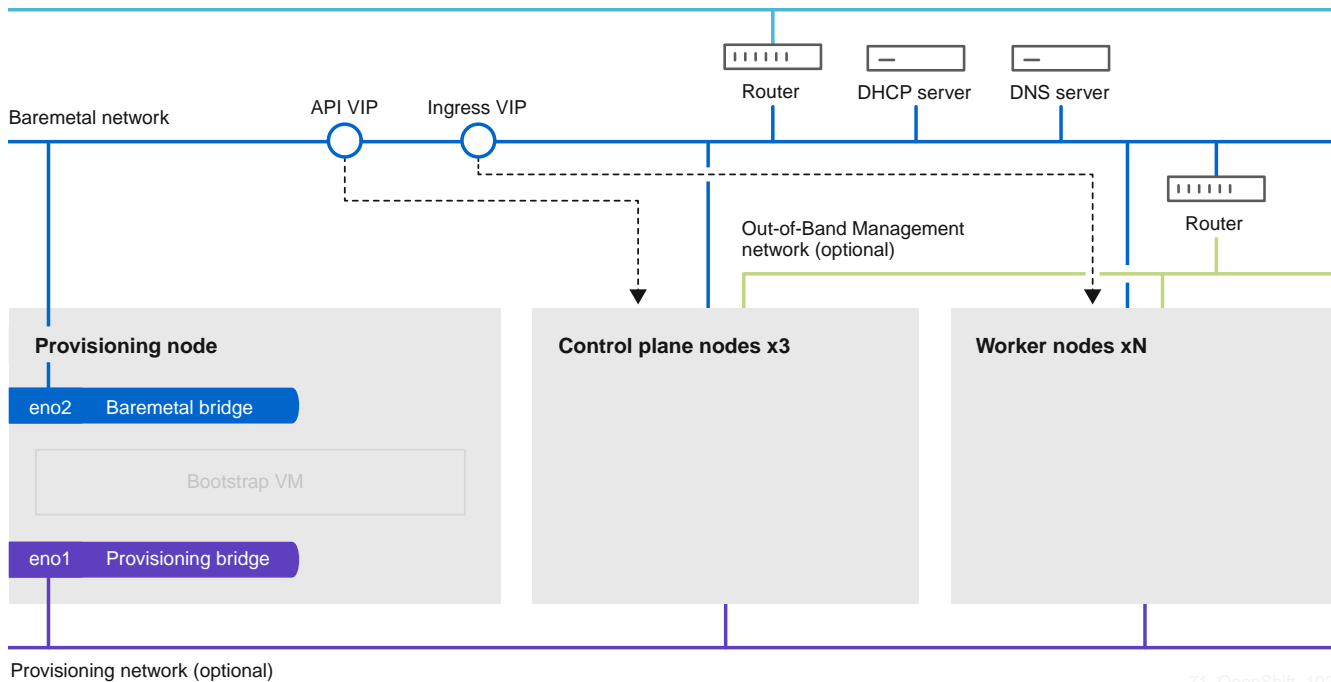 Router
DHCP server
DNS server
Baremetal network
API VIP
Ingress VIP
Router
Out-of-Band Management
network (optional)
Provisioning node
Control plane nodes x3
Worker nodes xN
eno2
Baremetal bridge
Bootstrap VM
eno1
Provisioning bridge
Provisioning network (optional)